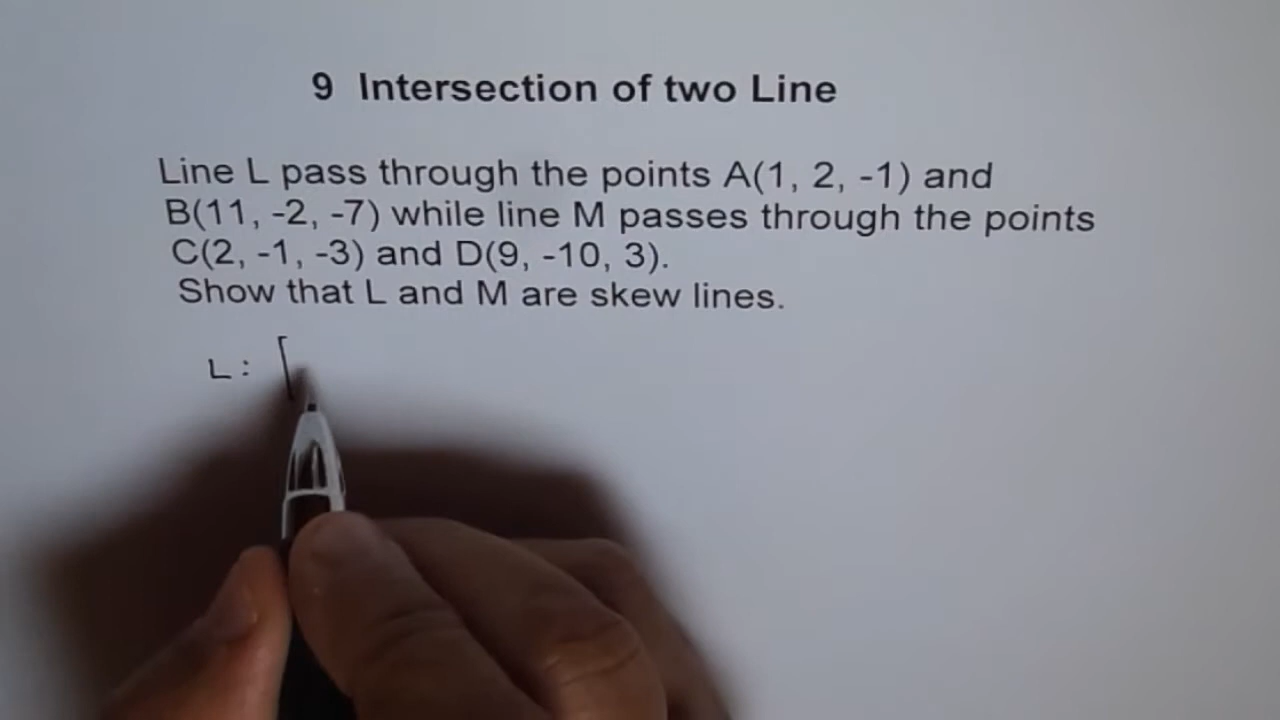 9 Intersection of two Line
Line L pass through the points A(1, 2, -1) and
B(11, -2, -7) while line M passes through the points
C(2, -1, -3) and D(9, -10, 3).
Show that L and M are skew lines.
L: [